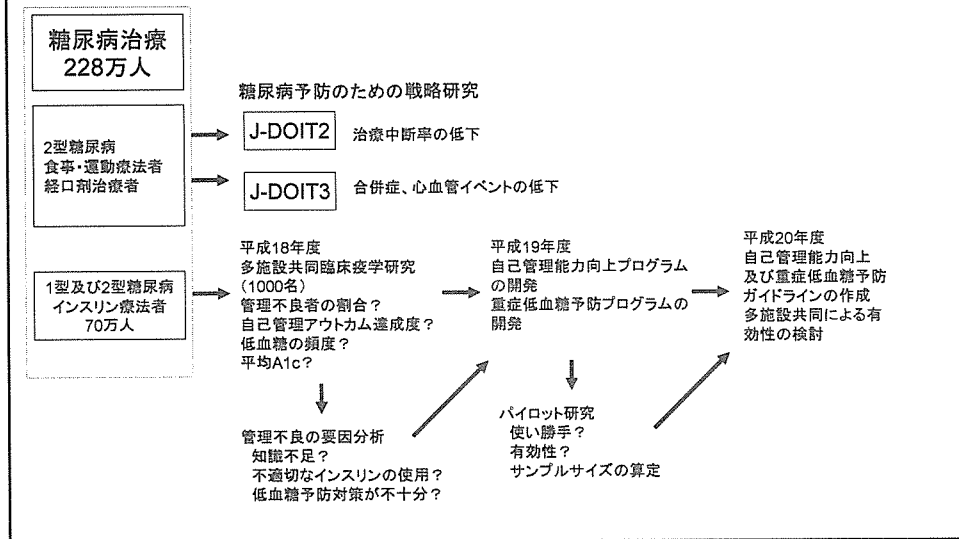 糖尿病治療
228万人
2型糖尿病
食事・運動療法者
経口剤治療者
1型及び2型糖尿病
インスリン療法者
70万人
糖尿病予防のための戦略研究
J-DOIT2
治療中断率の低下
J-DOIT3
合併症、心血管イベントの低下
平成18年度
多施設共同臨床疫学研究
(1000名)
管理不良者の割合?
自己管理アウトカム達成度?
低血糖の頻度?
平均A1c?
管理不良の要因分析
知識不足?
不適切なインスリンの使用?
低血糖予防対策が不十分?
平成19年度
自己管理能力向上プログラム
の開発
重症低血糖予防プログラムの
開発
パイロット研究
使い勝手?
有効性?
サンプルサイズの算定
平成20年度
自己管理能力向上
及び重症低血糖予防
ガイドラインの作成
多施設共同による有
効性の検討